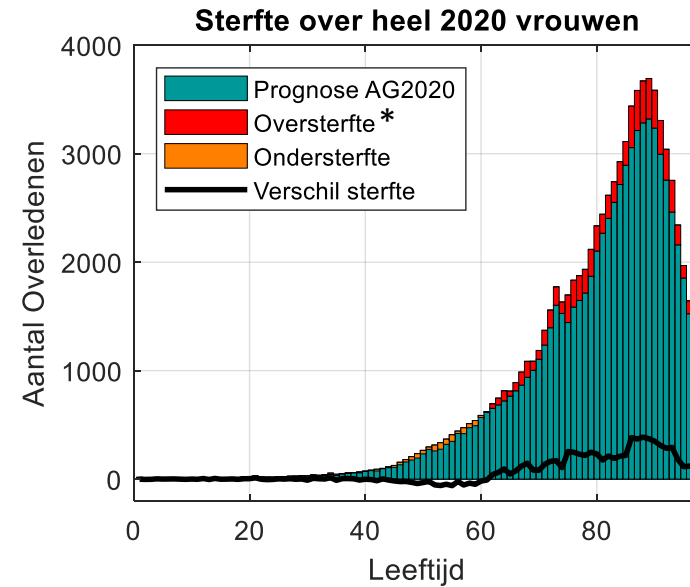 Sterfte over heel 2020 vrouwen
4000
3000
2000
1000
0
Aantal Overledenen
Prognose AG2020
Oversterfte*
Ondersterfte
Verschil sterfte
0 20 40 60 80
Leeftijd